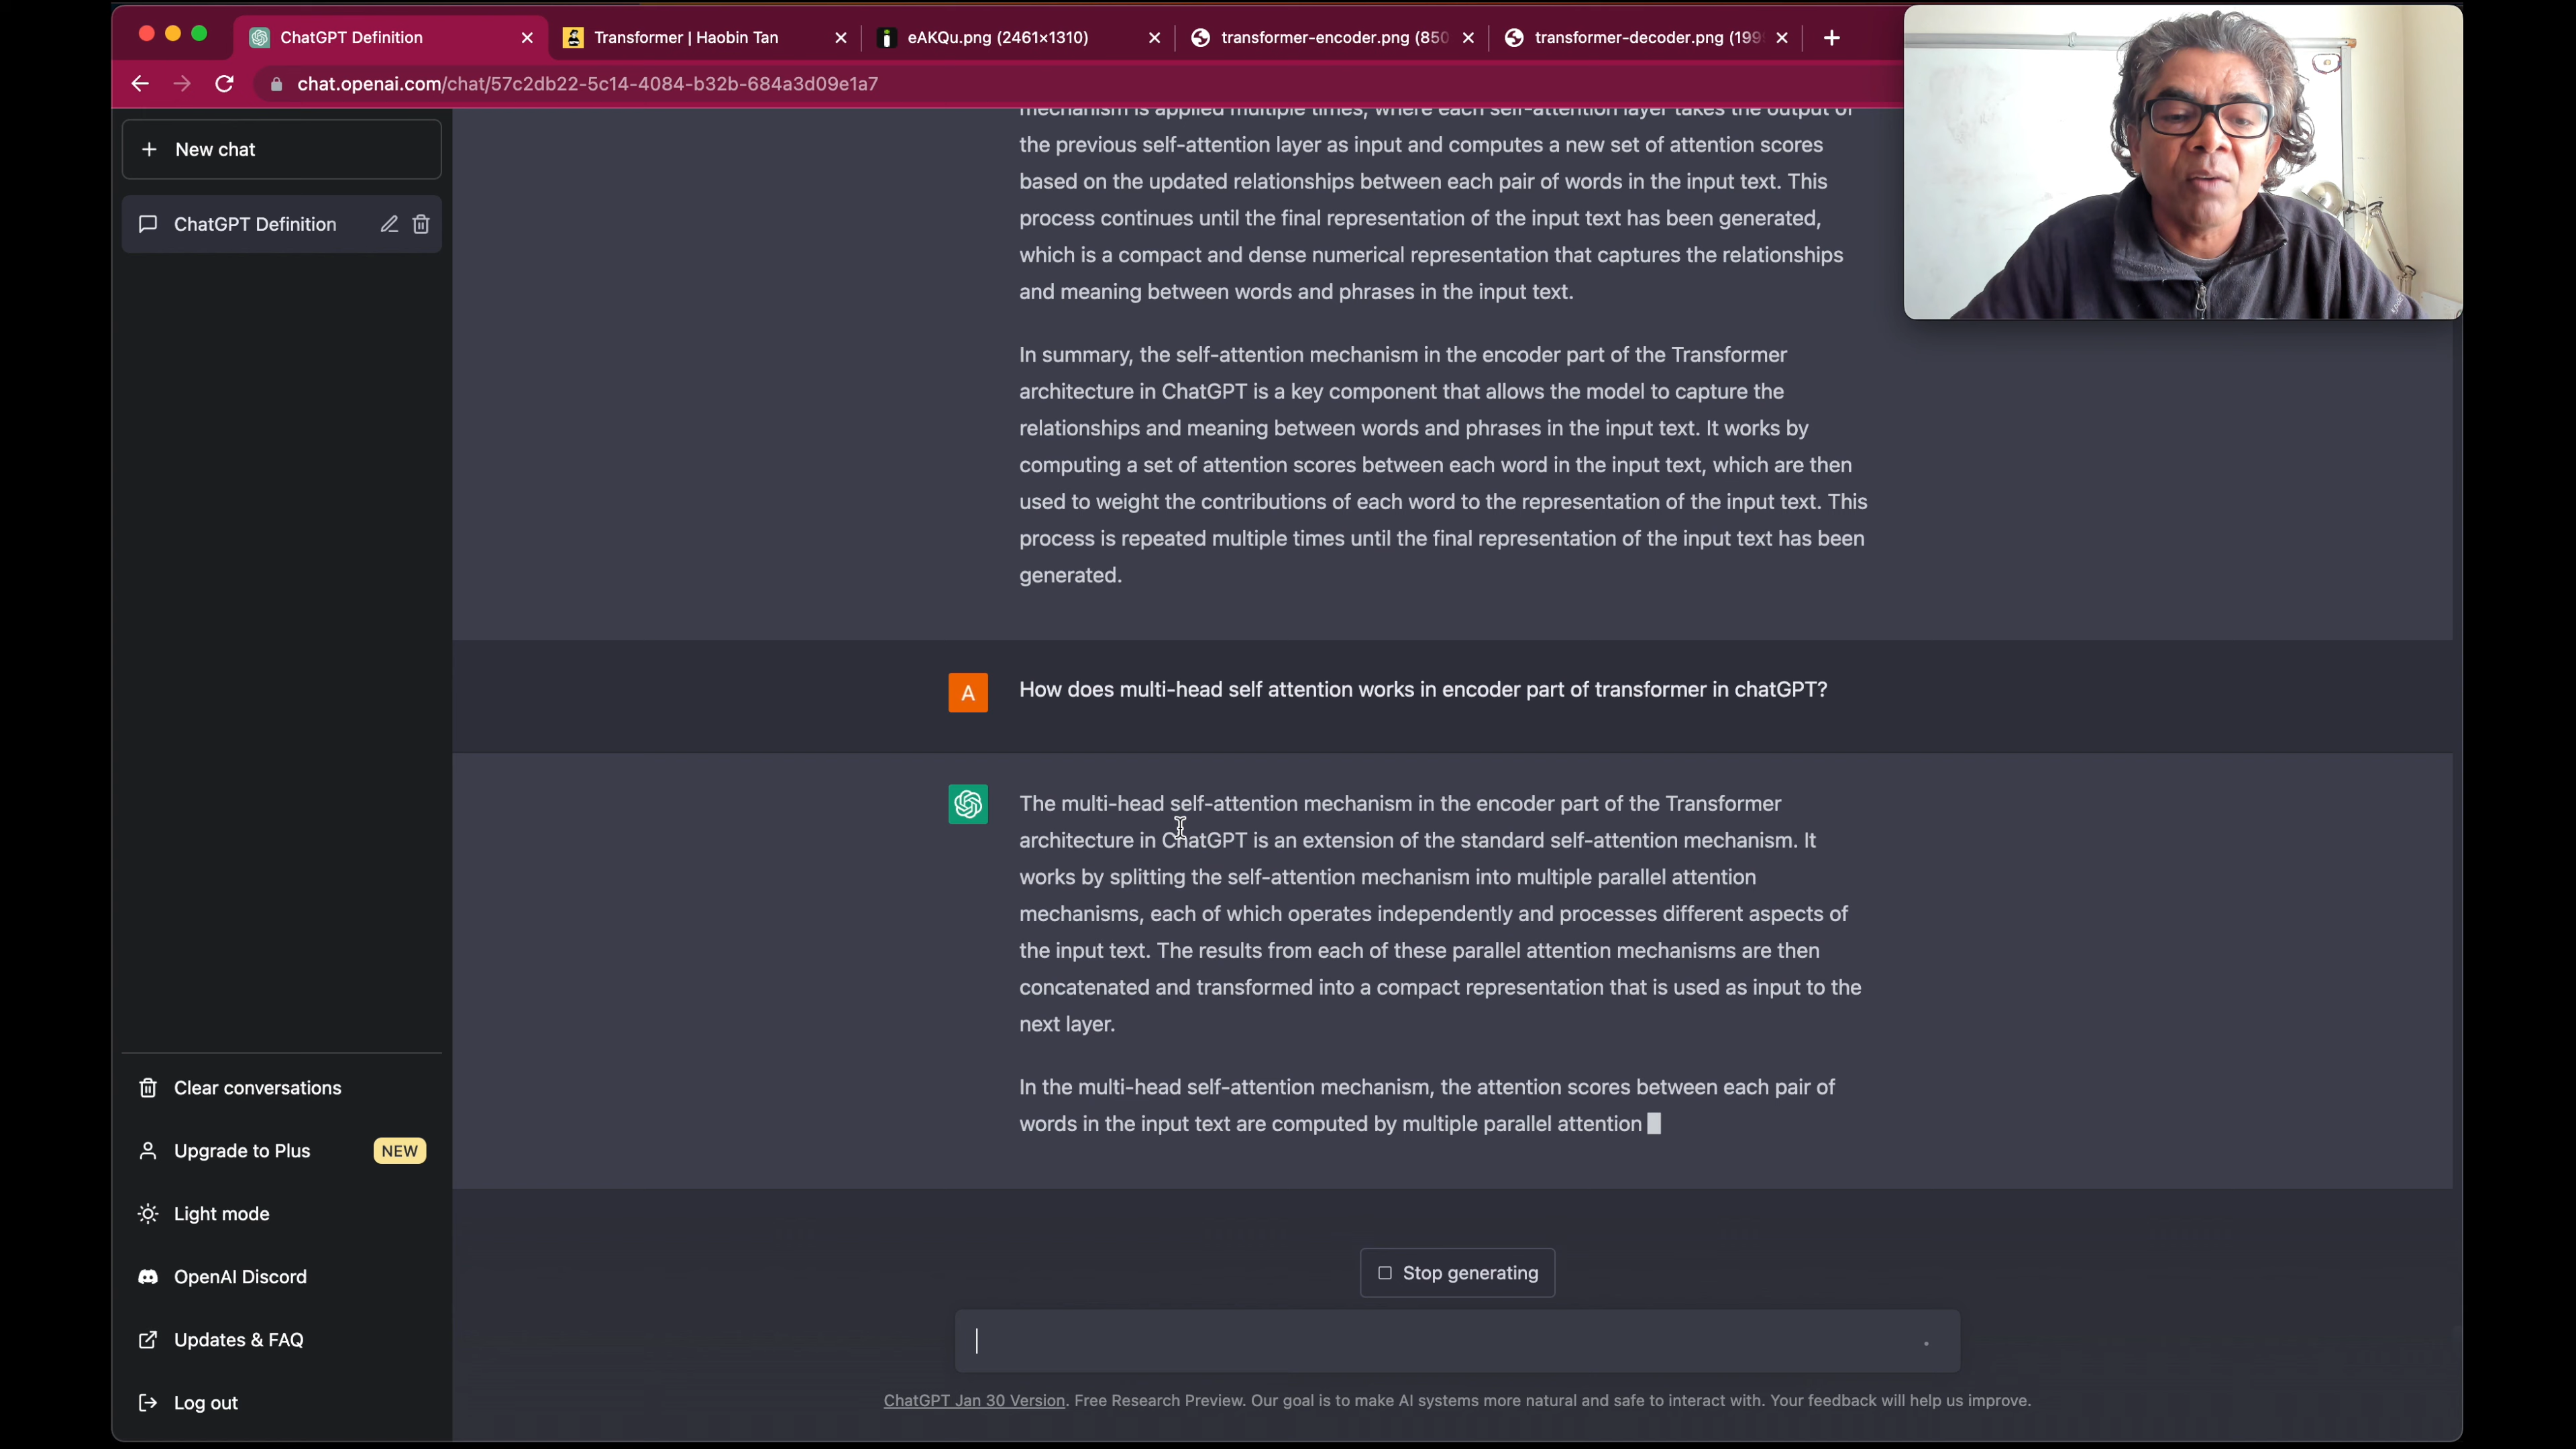 ChatGPT Definition
Transformer | Haobin Tan
eAKQu.png (2461×1310)
transformer-encoder.png (850
transformer-decoder.png (199
chat.openai.com/chat/57c2db22-5c14-4084-b32b-684a3d09e1a7
New chat
ChatGPT Definition
Clear conversations
Upgrade to Plus NEW
Light mode
OpenAI Discord
Updates & FAQ
Log out
mechanism is applied multiple times, where each self-attention layer takes the output of
the previous self-attention layer as input and computes a new set of attention scores
based on the updated relationships between each pair of words in the input text. This
process continues until the final representation of the input text has been generated,
which is a compact and dense numerical representation that captures the relationships
and meaning between words and phrases in the input text.
In summary, the self-attention mechanism in the encoder part of the Transformer
architecture in ChatGPT is a key component that allows the model to capture the
relationships and meaning between words and phrases in the input text. It works by
computing a set of attention scores between each word in the input text, which are then
used to weight the contributions of each word to the representation of the input text. This
process is repeated multiple times until the final representation of the input text has been
generated.
A
How does multi-head self attention works in encoder part of transformer in chatGPT?
The multi-head self-attention mechanism in the encoder part of the Transformer
architecture in ChatGPT is an extension of the standard self-attention mechanism. It
works by splitting the self-attention mechanism into multiple parallel attention
mechanisms, each of which operates independently and processes different aspects of
the input text. The results from each of these parallel attention mechanisms are then
concatenated and transformed into a compact representation that is used as input to the
next layer.
In the multi-head self-attention mechanism, the attention scores between each pair of
words in the input text are computed by multiple parallel attention
Stop generating
ChatGPT Jan 30 Version. Free Research Preview. Our goal is to make AI systems more natural and safe to interact with. Your feedback will help us improve.